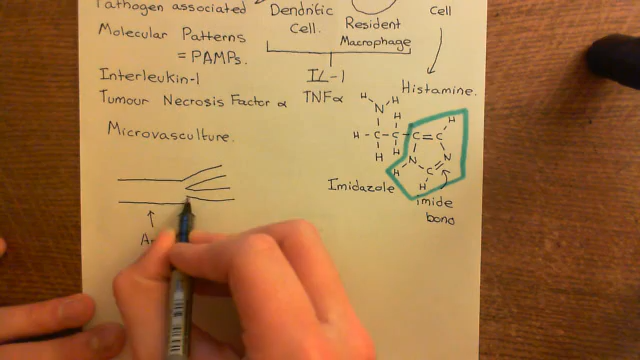 Pathogen associated
Molecular Patterns
= PAMPs.
Dendritic
Cell.
Resident
Macrophage
Cell
Interleukin-1
IL-1
Tumour Necrosis Factor α
TNFα
Histamine.
Microvasculture.
H H
N H
H-C-C-C=C H
H H N N
H C
H
Imidazole
imide
bond